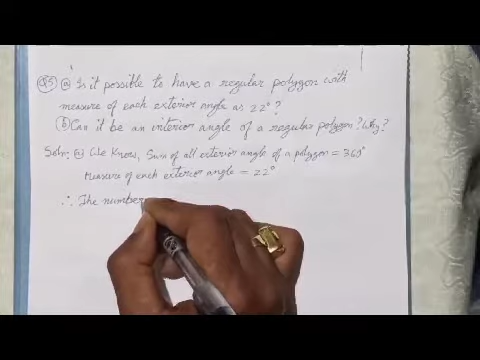 Q5 (a) Is it possible to have a regular polygon with
measure of each exterior angle as 22°?
(b) Can it be an interior angle of a regular polygon? Why?
Soln: (a) We Know, Sum of all exterior angle of a polygon = 360°
Measure of each exterior angle = 22°
∴ The number